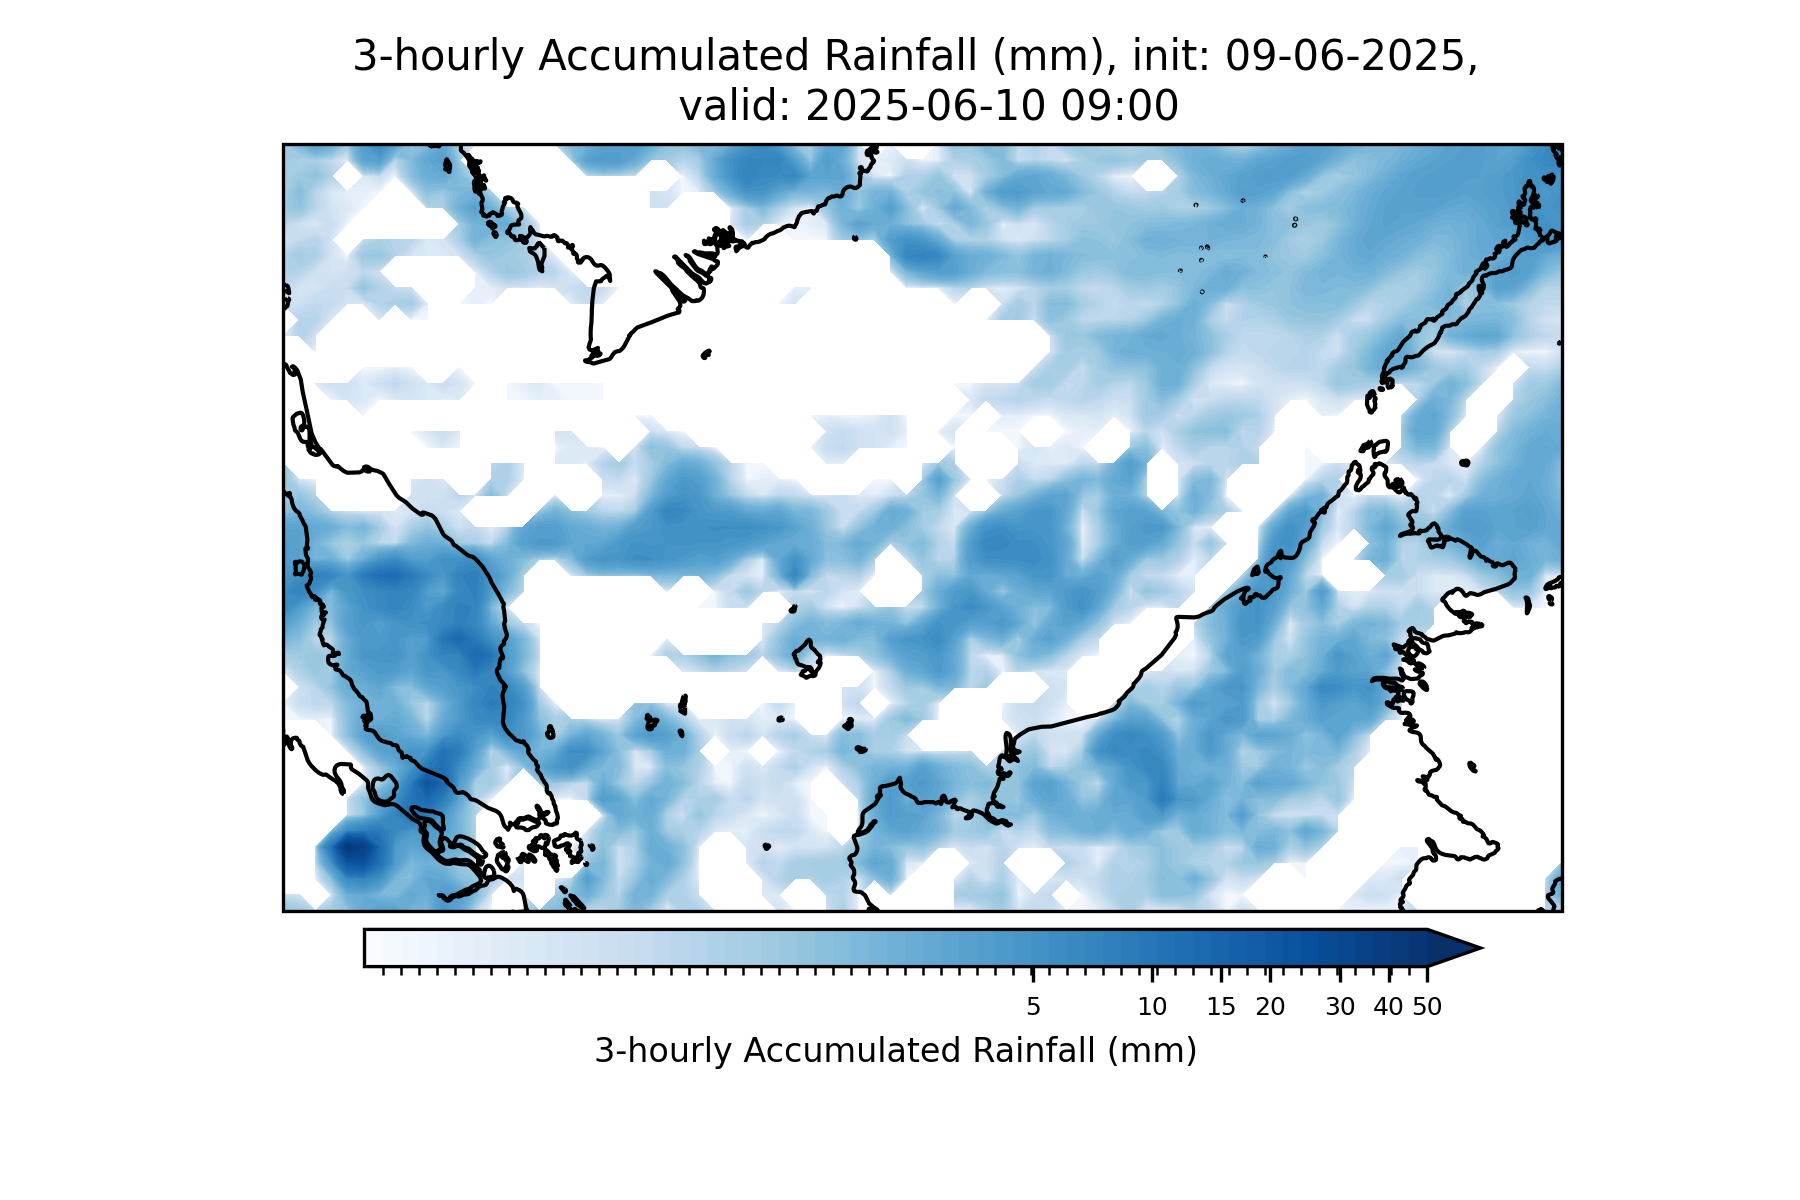 3-hourly Accumulated Rainfall (mm), init: 09-06-2025,
valid: 2025-06-10 09:00
5 10 15 20 30 40 50
3-hourly Accumulated Rainfall (mm)